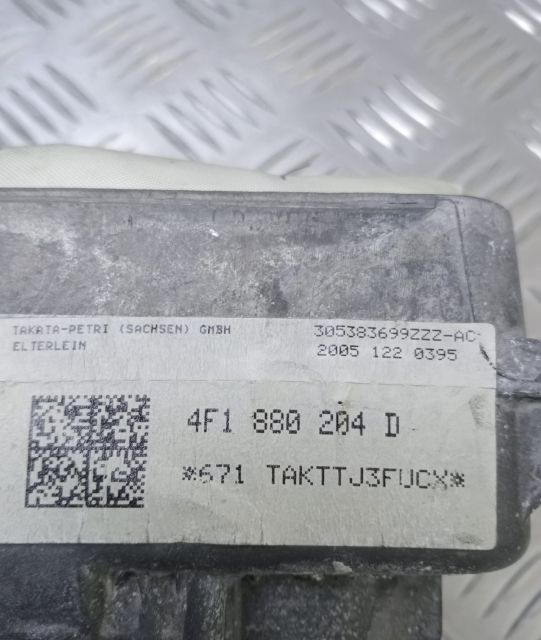 TAKATA-PETRI (SACHSEN) GMBH
ELTERLEIN
305383699ZZZ-AC
2005 122 0395
4F1 880 204 D
*671 TAKTTJ3FUCX*